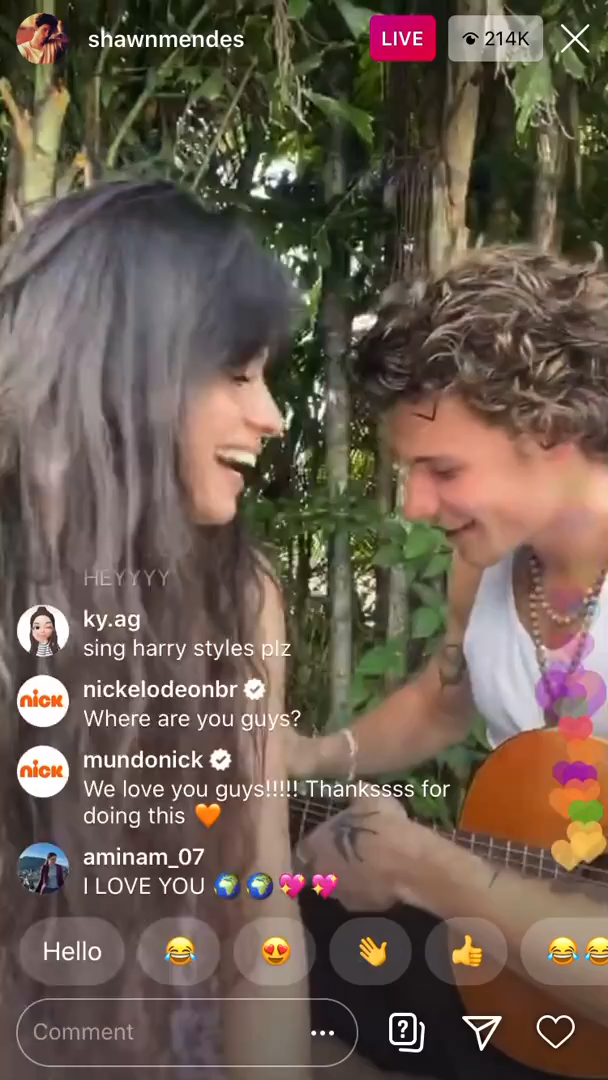 shawnmendes
LIVE
214K
HEYYYY
ky.ag
sing harry styles plz
nick
nickelodeonbr
Where are you guys?
nick
mundonick
We love you guys!!!!! Thankssss for
doing this 🧡
aminam_07
I LOVE YOU 🌍🌍💖💖
Hello
Comment